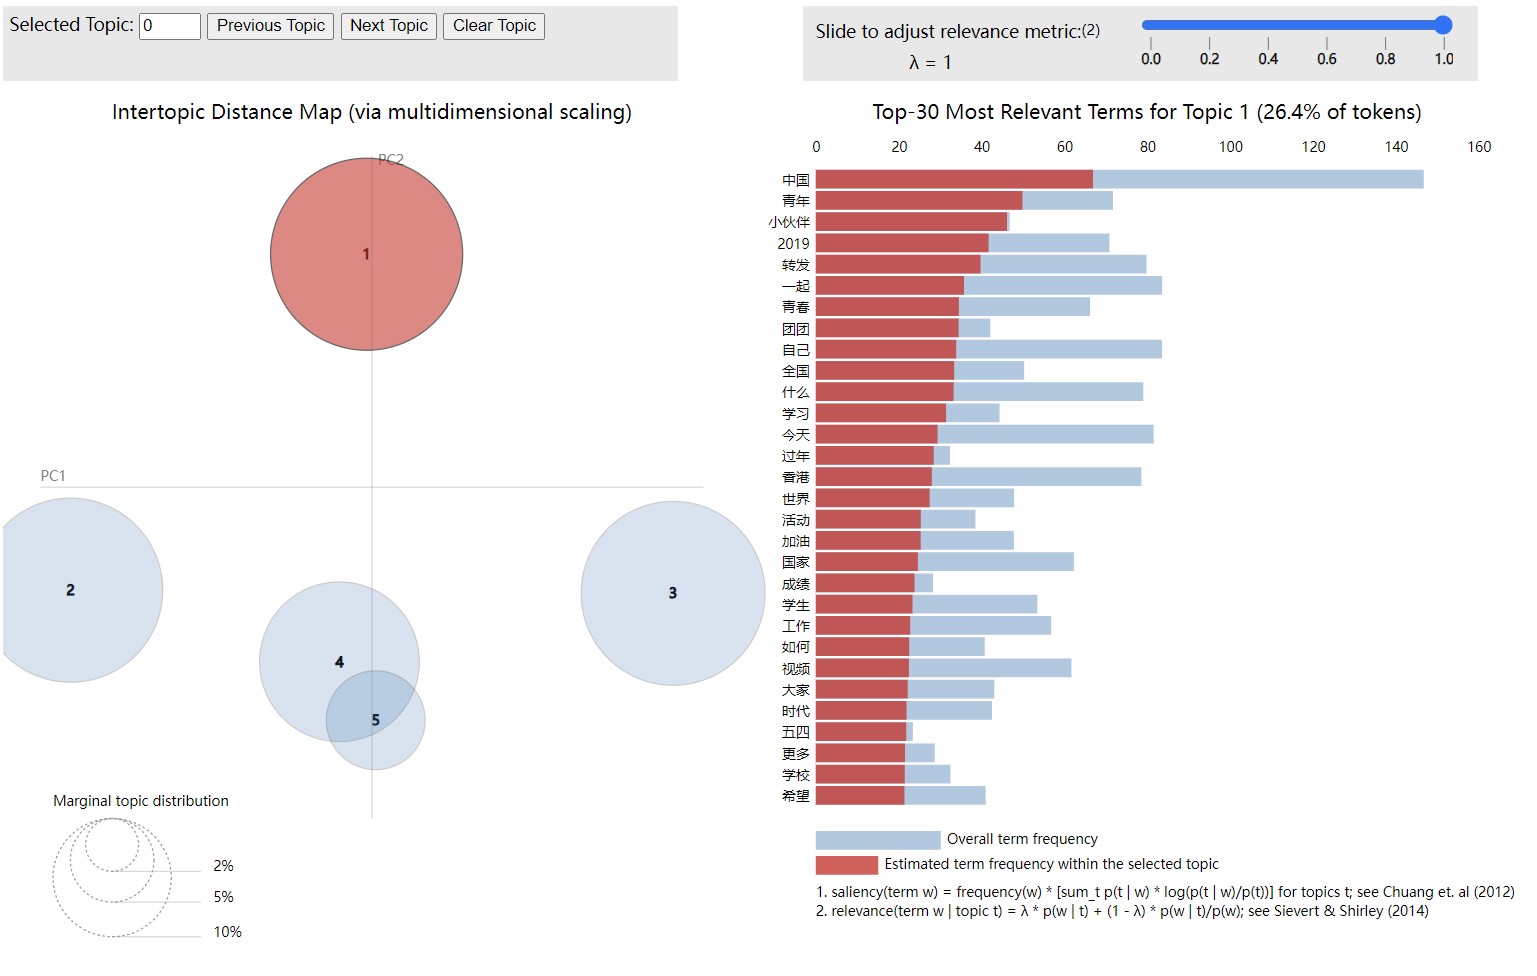 Selected Topic: 0 Previous Topic Next Topic Clear Topic
Slide to adjust relevance metric:(2)
λ = 1
0.0 0.2 0.4 0.6 0.8 1.0
Intertopic Distance Map (via multidimensional scaling)
PC2
PC1
1
2
3
4
5
Marginal topic distribution
2%
5%
10%
Top-30 Most Relevant Terms for Topic 1 (26.4% of tokens)
0 20 40 60 80 100 120 140 160
中国
青年
小伙伴
2019
转发
一起
青春
团团
自己
全国
什么
学习
今天
过年
香港
世界
活动
加油
国家
成绩
学生
工作
如何
视频
大家
时代
五四
更多
学校
希望
Overall term frequency
Estimated term frequency within the selected topic
1. saliency(term w) = frequency(w) * [sum_t p(t | w) * log(p(t | w)/p(t))] for topics t; see Chuang et. al (2012)
2. relevance(term w | topic t) = λ * p(w | t) + (1 - λ) * p(w | t)/p(w); see Sievert & Shirley (2014)